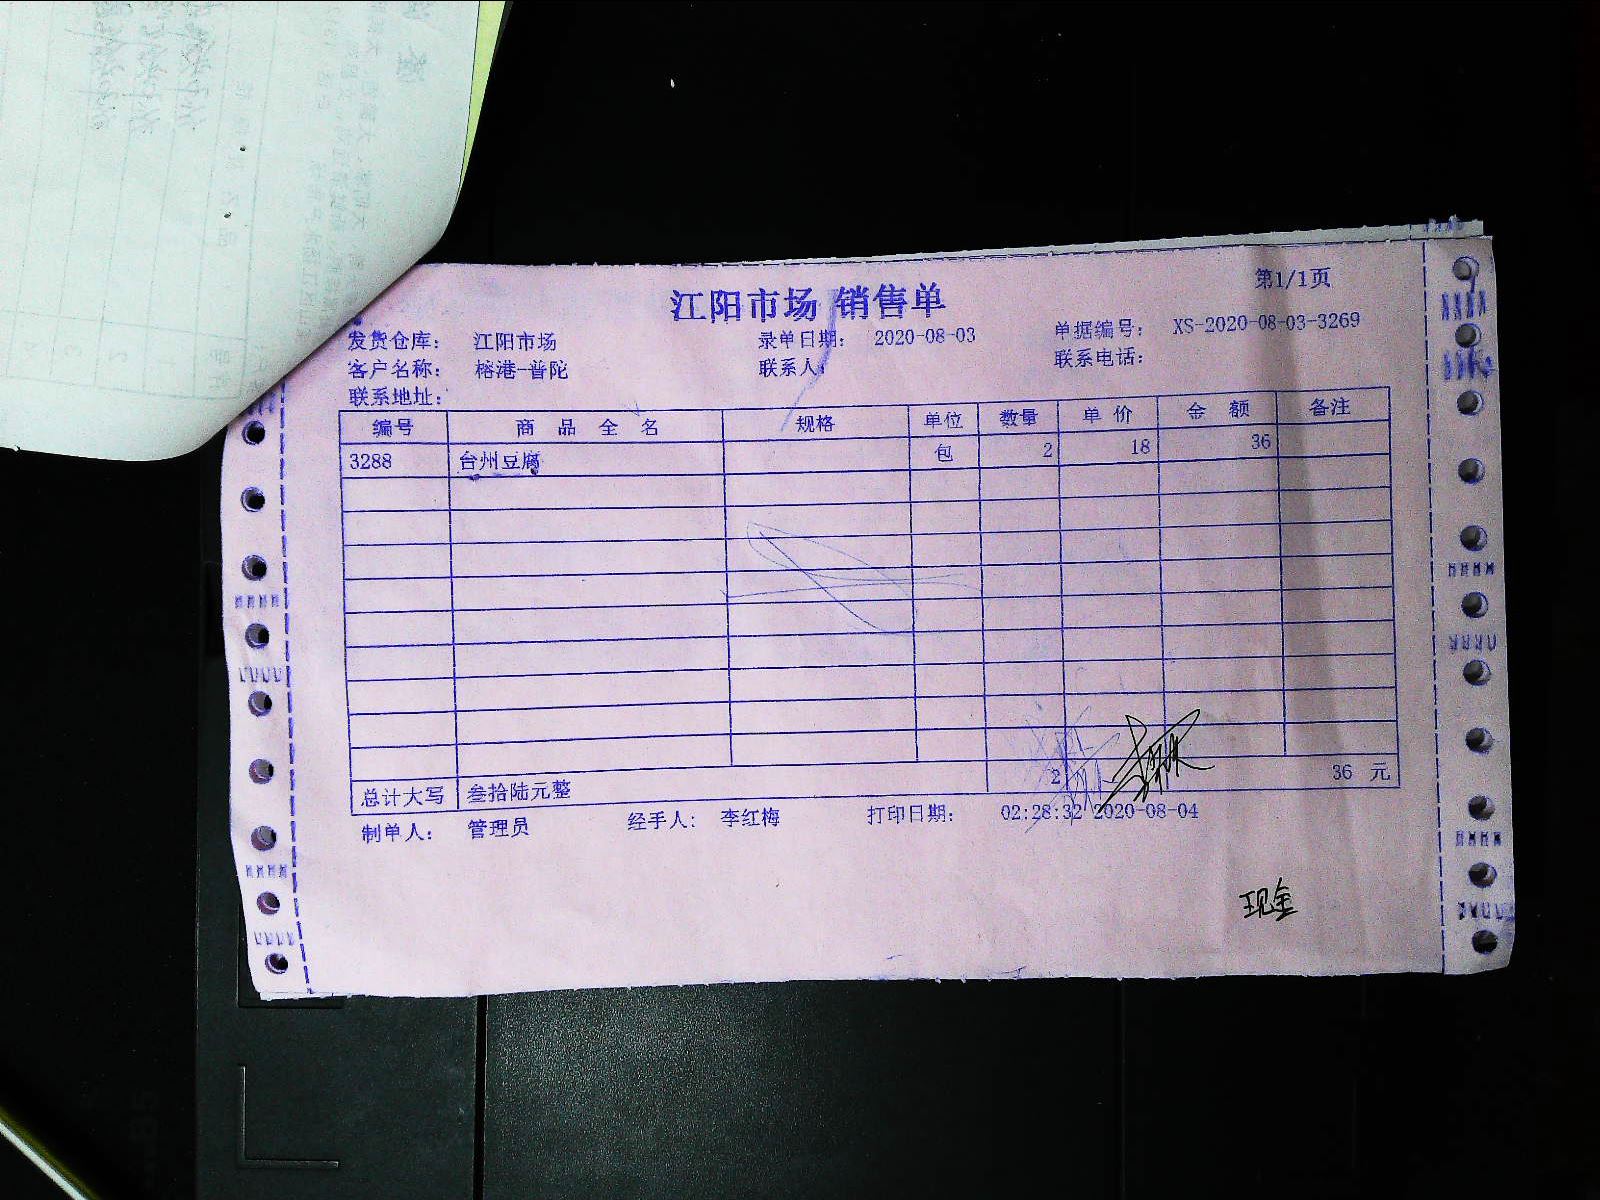 江阳市场 销售单
第1/1页
发货仓库: 江阳市场 录单日期: 2020-08-03 单据编号: XS-2020-08-03-3269
客户名称: 榕港-普陀 联系人: 联系电话:
联系地址:
编号 商品全名 规格 单位 数量 单价 金额 备注
3288 台州豆腐 包 2 18 36
总计大写 叁拾陆元整 2 36 元
制单人: 管理员 经手人: 李红梅 打印日期: 02:28:32 2020-08-04
现金